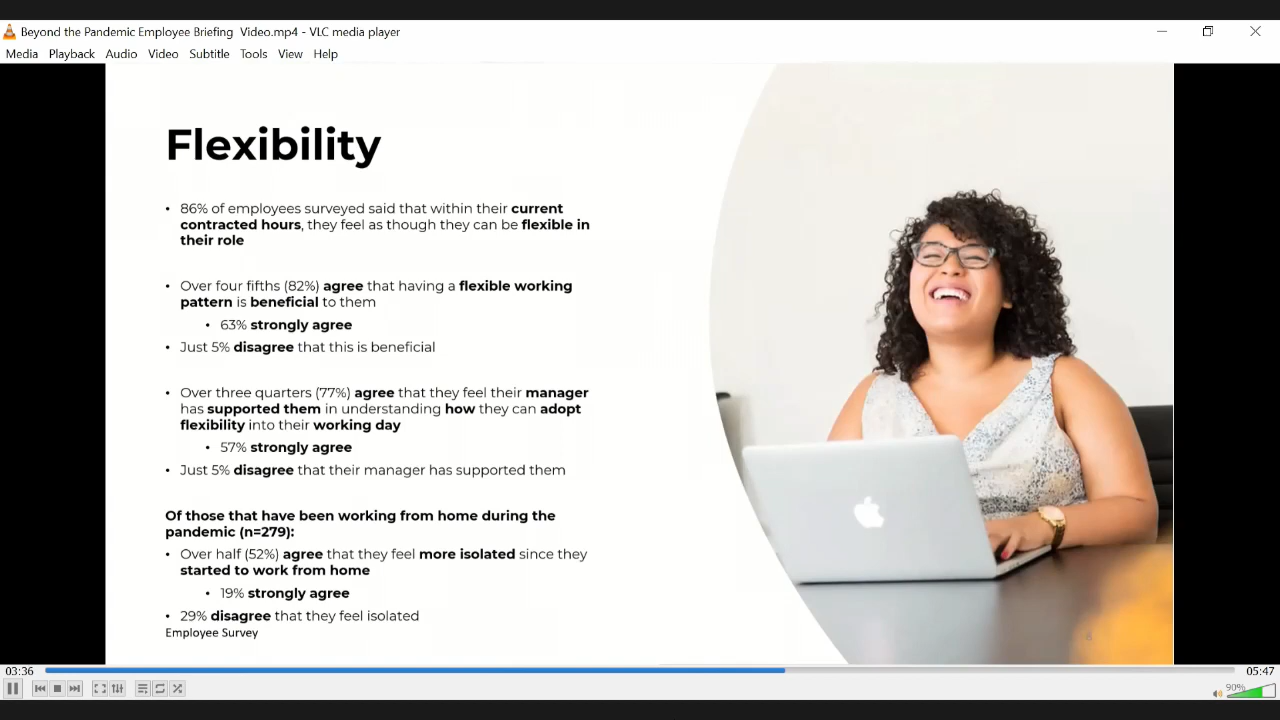 Beyond the Pandemic Employee Briefing  Video.mp4 - VLC media player
Media Playback Audio Video Subtitle Tools View Help
Flexibility
• 86% of employees surveyed said that within their current
contracted hours, they feel as though they can be flexible in
their role
• Over four fifths (82%) agree that having a flexible working
pattern is beneficial to them
• 63% strongly agree
• Just 5% disagree that this is beneficial
• Over three quarters (77%) agree that they feel their manager
has supported them in understanding how they can adopt
flexibility into their working day
• 57% strongly agree
• Just 5% disagree that their manager has supported them
Of those that have been working from home during the
pandemic (n=279):
• Over half (52%) agree that they feel more isolated since they
started to work from home
• 19% strongly agree
• 29% disagree that they feel isolated
Employee Survey
03:36 05:47
90%